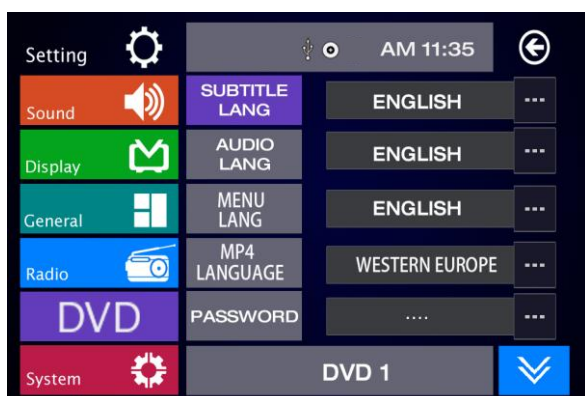 Setting
AM 11:35
Sound
SUBTITLE
LANG
ENGLISH
...
Display
AUDIO
LANG
ENGLISH
...
General
MENU
LANG
ENGLISH
...
Radio
MP4
LANGUAGE
WESTERN EUROPE
...
DVD
PASSWORD
....
...
System
DVD 1